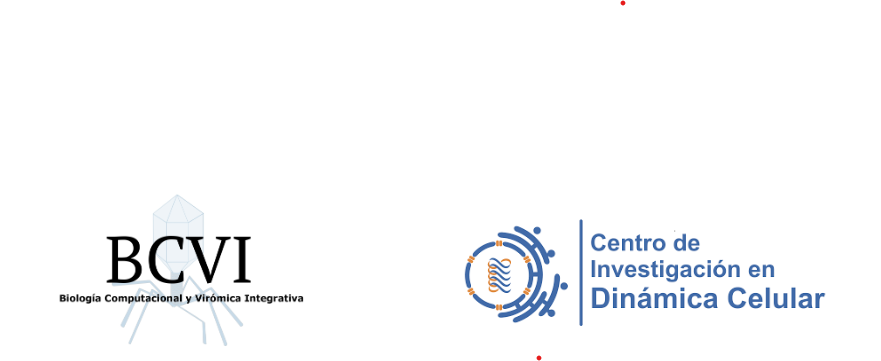 BCVI
Biología Computacional y Virómica Integrativa
Centro de
Investigación en
Dinámica Celular